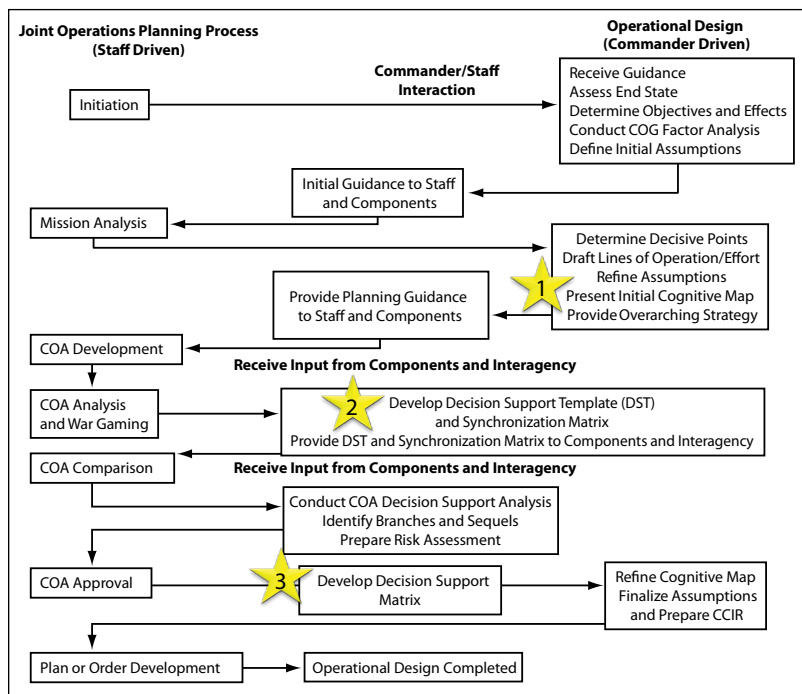 Joint Operations Planning Process
(Staff Driven)
Operational Design
(Commander Driven)
Commander/Staff
Interaction
Initiation
Receive Guidance
Assess End State
Determine Objectives and Effects
Conduct COG Factor Analysis
Define Initial Assumptions
Initial Guidance to Staff
and Components
Mission Analysis
Determine Decisive Points
Draft Lines of Operation/Effort
Refine Assumptions
Present Initial Cognitive Map
Provide Overarching Strategy
1
Provide Planning Guidance
to Staff and Components
COA Development
Receive Input from Components and Interagency
COA Analysis
and War Gaming
2
Develop Decision Support Template (DST)
and Synchronization Matrix
Provide DST and Synchronization Matrix to Components and Interagency
COA Comparison
Receive Input from Components and Interagency
Conduct COA Decision Support Analysis
Identify Branches and Sequels
Prepare Risk Assessment
COA Approval
3
Develop Decision Support
Matrix
Refine Cognitive Map
Finalize Assumptions
and Prepare CCIR
Plan or Order Development
Operational Design Completed